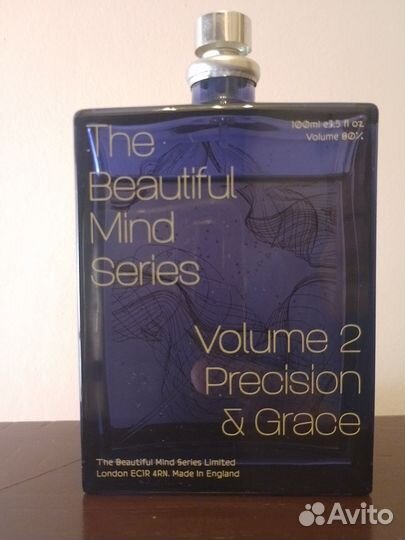 100ml e3.5 fl oz
Volume 80%
The
Beautiful
Mind
Series
Volume 2
Precision
& Grace
The Beautiful Mind Series Limited
London EC1R 4RN. Made In England
Avito